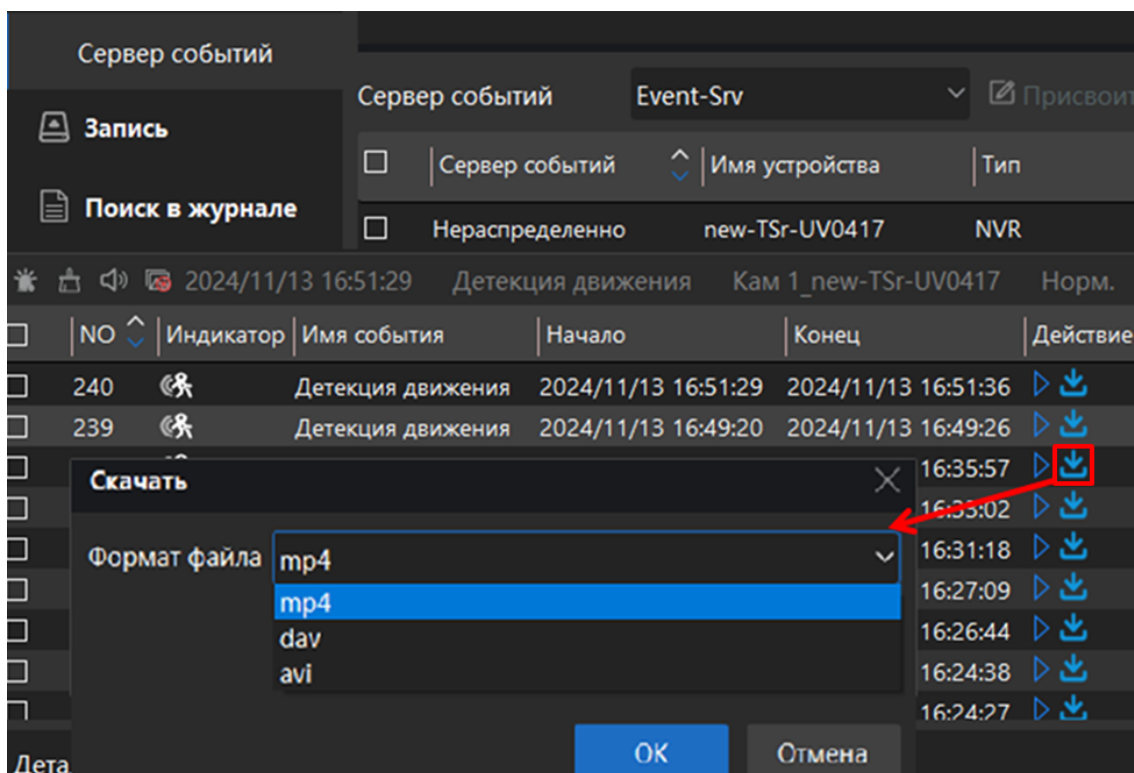 Сервер событий
Запись
Поиск в журнале
Сервер событий Event-Srv Присвоит
Сервер событий Имя устройства Тип
Нераспределенно new-TSr-UV0417 NVR
2024/11/13 16:51:29 Детекция движения Кам 1_new-TSr-UV0417 Норм.
NO Индикатор Имя события Начало Конец Действие
240 Детекция движения 2024/11/13 16:51:29 2024/11/13 16:51:36
239 Детекция движения 2024/11/13 16:49:20 2024/11/13 16:49:26
16:35:57
16:33:02
16:31:18
16:27:09
16:26:44
16:24:38
16:24:27
Скачать
Формат файла mp4
mp4
dav
avi
OK Отмена
Дета